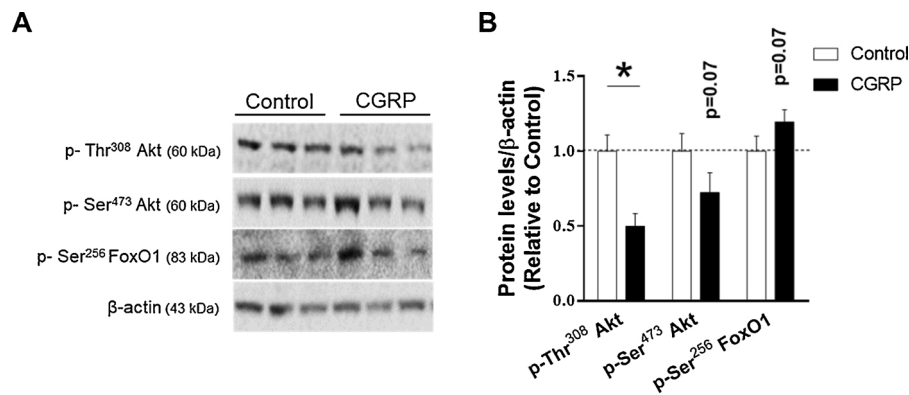 A
Control CGRP
p- Thr³⁰⁸ Akt (60 kDa)
p- Ser⁴⁷³ Akt (60 kDa)
p- Ser²⁵⁶ FoxO1 (83 kDa)
β-actin (43 kDa)
B
Control
CGRP
Protein levels/β-actin
(Relative to Control)
1.5
1.0
0.5
0.0
*
p=0.07
p=0.07
p-Thr³⁰⁸ Akt
p-Ser⁴⁷³ Akt
p-Ser²⁵⁶ FoxO1